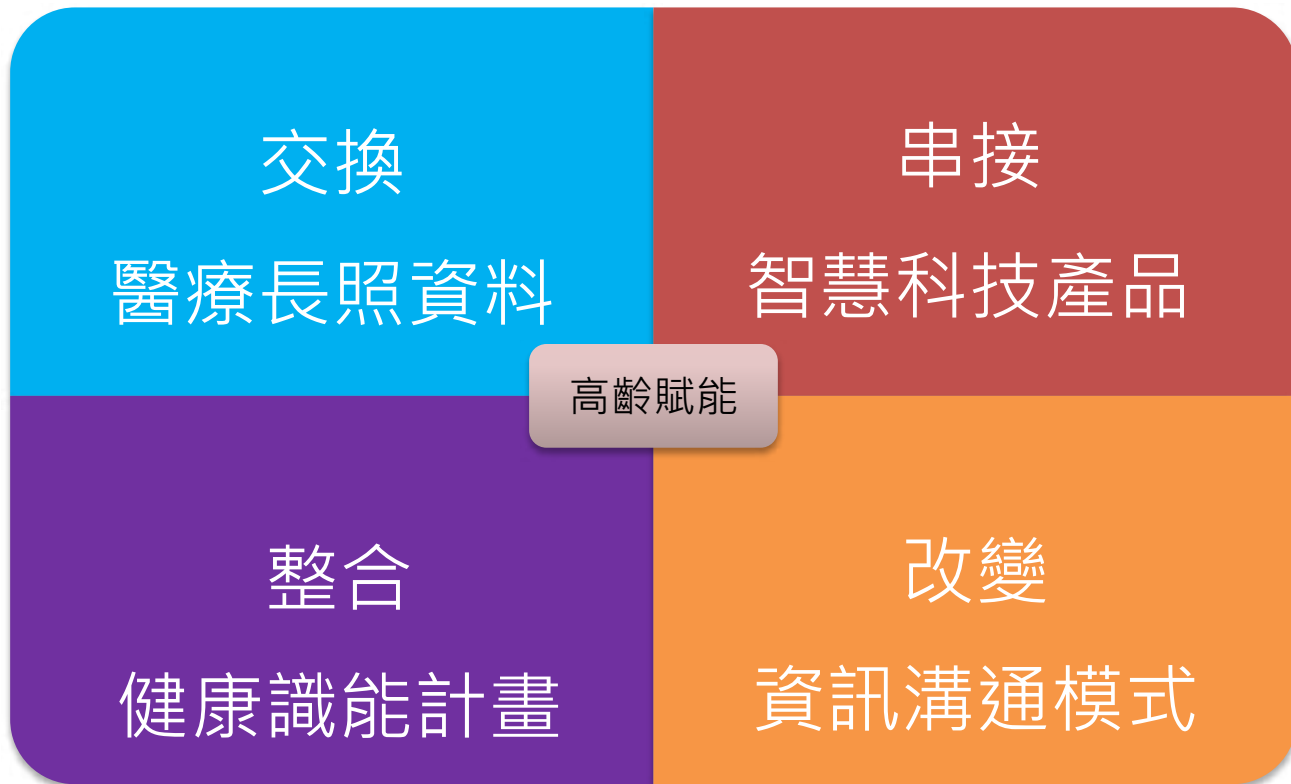 交換
醫療長照資料
串接
智慧科技產品
高齡賦能
整合
健康識能計畫
改變
資訊溝通模式